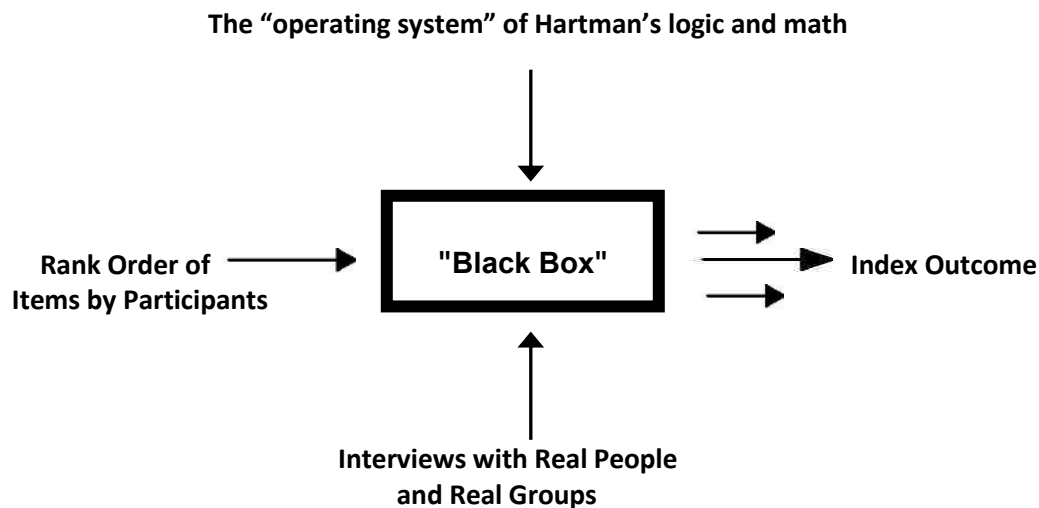 The “operating system” of Hartman’s logic and math
Rank Order of
Items by Participants
"Black Box"
Index Outcome
Interviews with Real People
and Real Groups